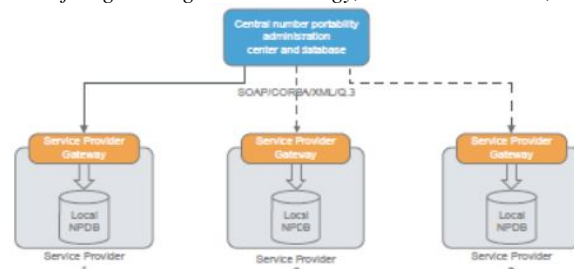 Central number portability
administration
center and database
SOAP/CORBA/XML/Q.3
Service Provider
Gateway
Service Provider
Gateway
Service Provider
Gateway
Local
NPDB
Local
NPDB
Local
NPDB
Service Provider
Service Provider
Service Provider